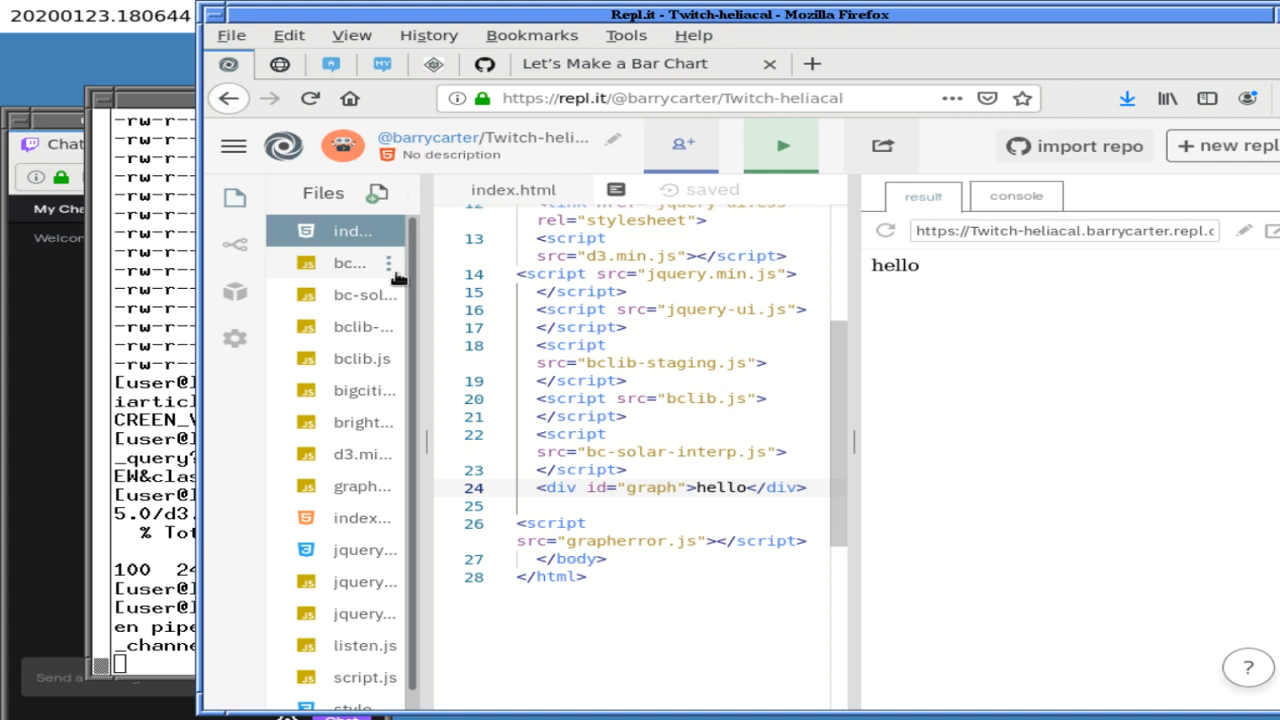 20200123.180644
Repl.it - Twitch-heliacal - Mozilla Firefox
File Edit View History Bookmarks Tools Help
Let's Make a Bar Chart
https://repl.it/@barrycarter/Twitch-heliacal
@barrycarter/Twitch-heli...
No description
import repo
+ new repl
Files
index.html
saved
result
console
https://Twitch-heliacal.barrycarter.repl.c
hello
ind...
bc...
bc-sol...
bclib-...
bclib.js
bigciti...
bright...
d3.mi...
graph...
index...
jquery...
jquery...
jquery...
listen.js
script.js
12
rel="stylesheet">
13 <script
src="d3.min.js"></script>
14 <script src="jquery.min.js">
15 </script>
16 <script src="jquery-ui.js">
17 </script>
18 <script
src="bclib-staging.js">
19 </script>
20 <script src="bclib.js">
21 </script>
22 <script
src="bc-solar-interp.js">
23 </script>
24 <div id="graph">hello</div>
25
26 <script
src="grapherror.js"></script>
27 </body>
28 </html>
?
Chat
My Cha
Welcon
Send a
-rw-r--
-rw-r--
-rw-r--
-rw-r--
-rw-r--
-rw-r--
-rw-r--
-rw-r--
-rw-r--
-rw-r--
-rw-r--
-rw-r--
-rw-r--
-rw-r--
[user@
iarticl
CREEN_
[user@
_query?
EW&clas
[user@
5.0/d3.
% Tot
100 24
[user@
[user@
en pipe
_channe